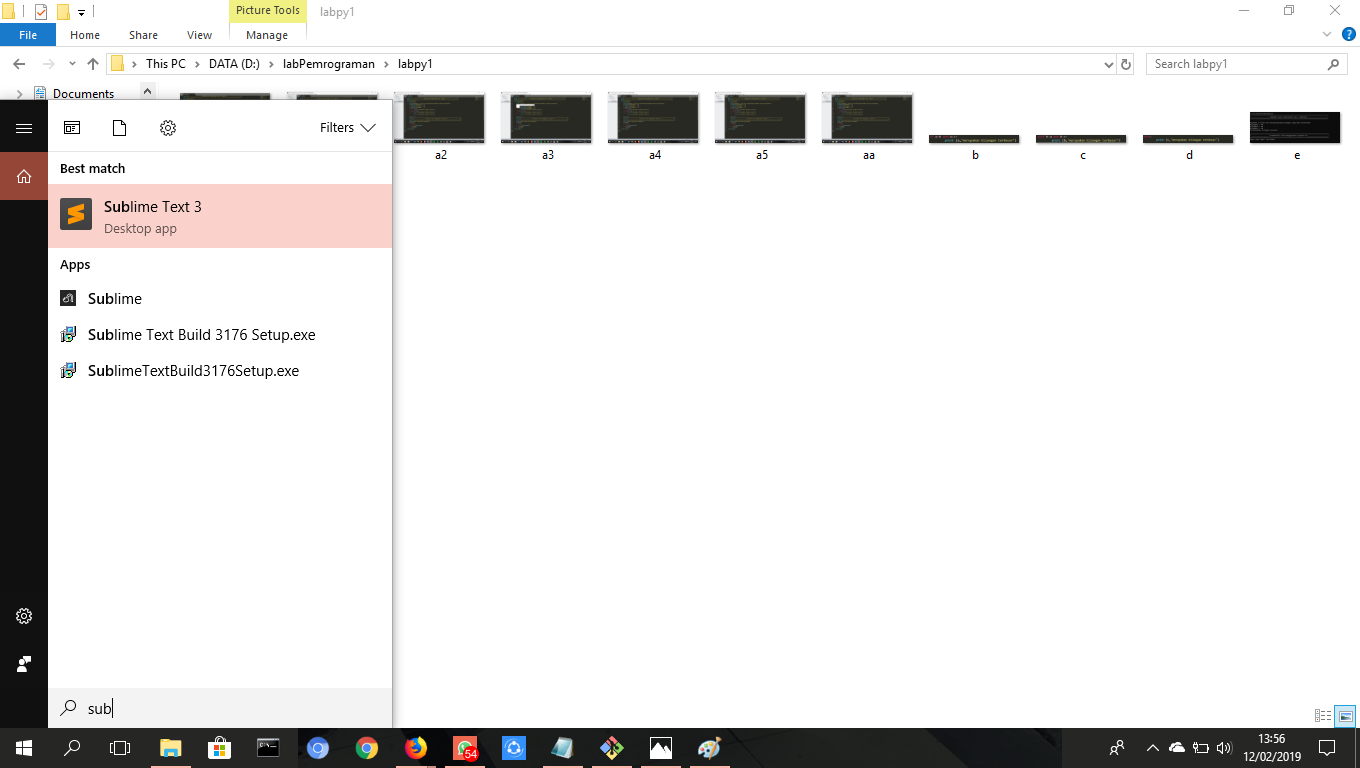 Picture Tools
labpy1
File
Home
Share
View
Manage
This PC
DATA (D:)
labPemrograman
labpy1
Search labpy1
Documents
a2
a3
a4
a5
aa
b
c
d
e
Filters
Best match
Sublime Text 3
Desktop app
Apps
Sublime
Sublime Text Build 3176 Setup.exe
SublimeTextBuild3176Setup.exe
sub
54
13:56
12/02/2019